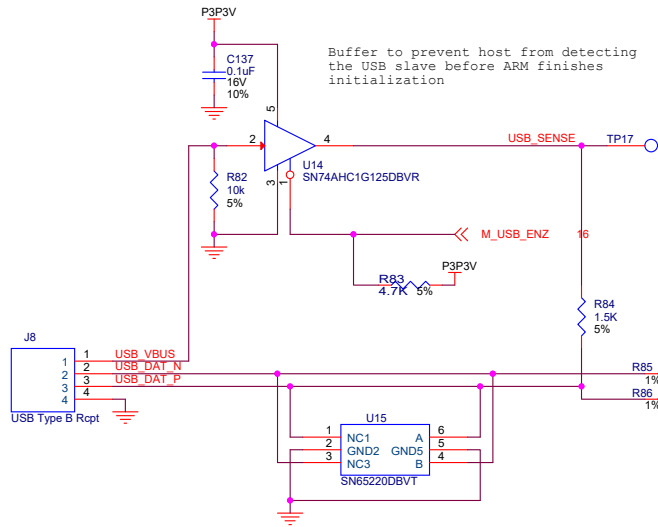 P3P3V
C137
0.1uF
16V
10%
Buffer to prevent host from detecting
the USB slave before ARM finishes
initialization
5
2
4
USB_SENSE
TP17
U14
SN74AHC1G125DBVR
3
1
R82
10k
5%
M_USB_ENZ
16
P3P3V
R83
4.7K 5%
R84
1.5K
5%
J8
1
1
USB_VBUS
2
2
USB_DAT_N
3
3
USB_DAT_P
4
4
USB Type B Rcpt
R85
1%
R86
1%
U15
1
NC1
A
6
2
GND2
GND5
5
3
NC3
B
4
SN65220DBVT